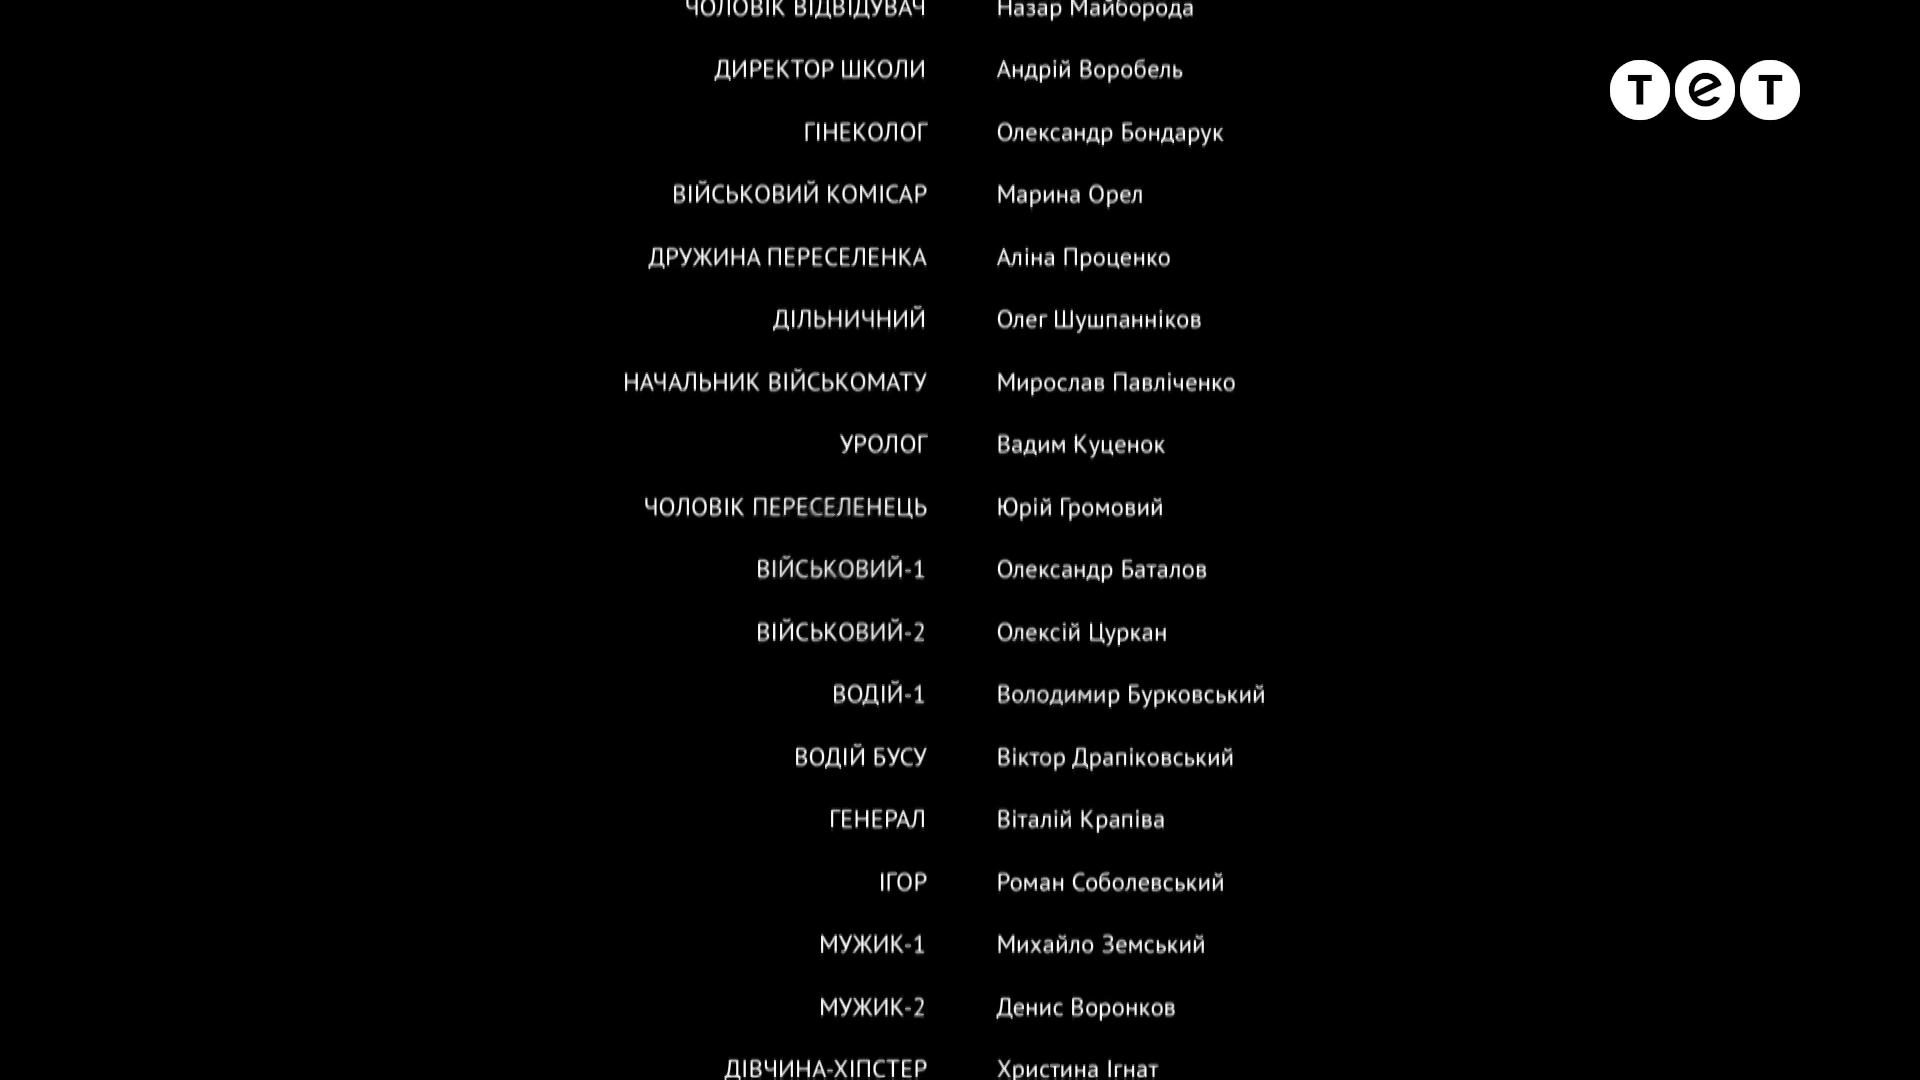 ЧОЛОВІК ВІДВІДУВАЧ Назар Майборода
ДИРЕКТОР ШКОЛИ Андрій Воробель
тет
ГІНЕКОЛОГ Олександр Бондарук
ВІЙСЬКОВИЙ КОМІСАР Марина Орел
ДРУЖИНА ПЕРЕСЕЛЕНКА Аліна Проценко
ДІЛЬНИЧНИЙ Олег Шушпанніков
НАЧАЛЬНИК ВІЙСЬКОМАТУ Мирослав Павліченко
УРОЛОГ Вадим Куценок
ЧОЛОВІК ПЕРЕСЕЛЕНЕЦЬ Юрій Громовий
ВІЙСЬКОВИЙ-1 Олександр Баталов
ВІЙСЬКОВИЙ-2 Олексій Цуркан
ВОДІЙ-1 Володимир Бурковський
ВОДІЙ БУСУ Віктор Драпіковський
ГЕНЕРАЛ Віталій Крапіва
ІГОР Роман Соболевський
МУЖИК-1 Михайло Земський
МУЖИК-2 Денис Воронков
ДІВЧИНА-ХІПСТЕР Христина Ігнат